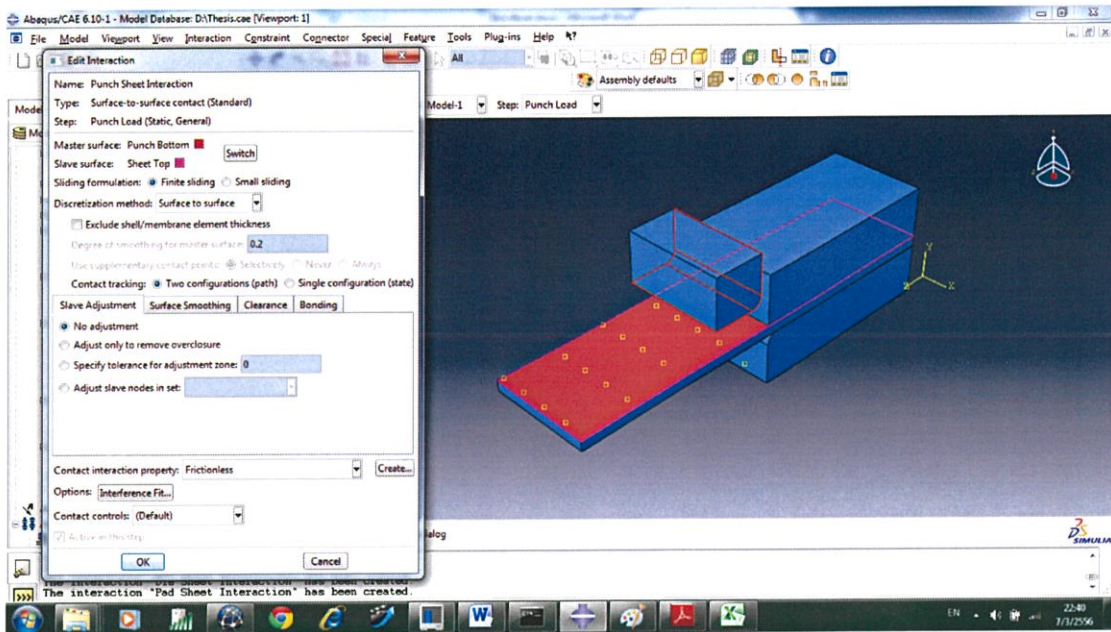 Abaqus/CAE 6.10-1 - Model Database: D:\Thesis.cae [Viewport: 1]
File Model Viewport View Interaction Constraint Connector Special Feature Tools Plug-ins Help
All
Assembly defaults
Edit Interaction
Name: Punch Sheet Interaction
Type: Surface-to-surface contact (Standard)
Step: Punch Load (Static, General)
Model-1 Step: Punch Load
Master surface: Punch Bottom
Switch
Slave surface: Sheet Top
Sliding formulation: Finite sliding Small sliding
Discretization method: Surface to surface
Exclude shell/membrane element thickness
Degree of smoothing for master surface: 0.2
Use supplementary contact points: Selectively Never Always
Contact tracking: Two configurations (path) Single configuration (state)
Slave Adjustment Surface Smoothing Clearance Bonding
No adjustment
Adjust only to remove overclosure
Specify tolerance for adjustment zone: 0
Adjust slave nodes in set:
Contact interaction property: Frictionless Create...
Options: Interference Fit...
Contact controls: (Default)
Active in this step
OK Cancel
Y
Z X
SIMULIA
The interaction "Pad Sheet Interaction" has been created.
EN 22:40
7/3/2556